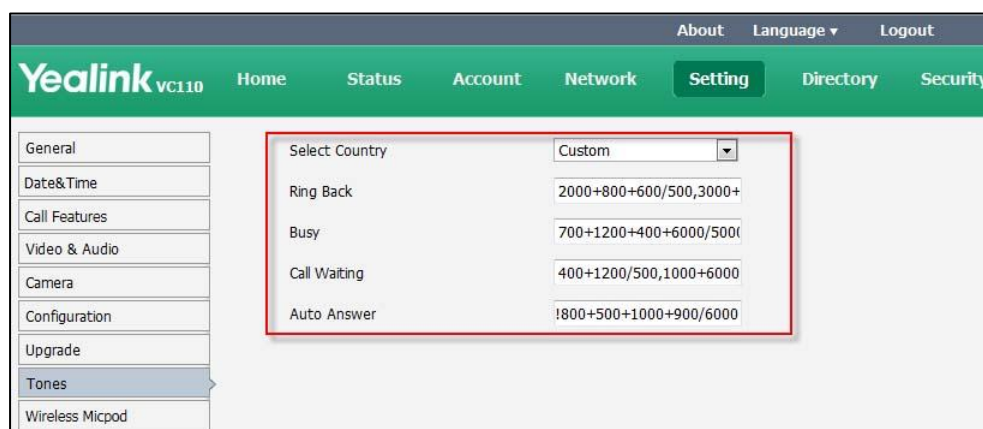 About Language ▾ Logout
Yealink VC110 Home Status Account Network Setting Directory Security
General
Date&Time
Call Features
Video & Audio
Camera
Configuration
Upgrade
Tones
Wireless Micpod
Select Country Custom
Ring Back 2000+800+600/500,3000+
Busy 700+1200+400+6000/500(
Call Waiting 400+1200/500,1000+6000
Auto Answer !800+500+1000+900/6000